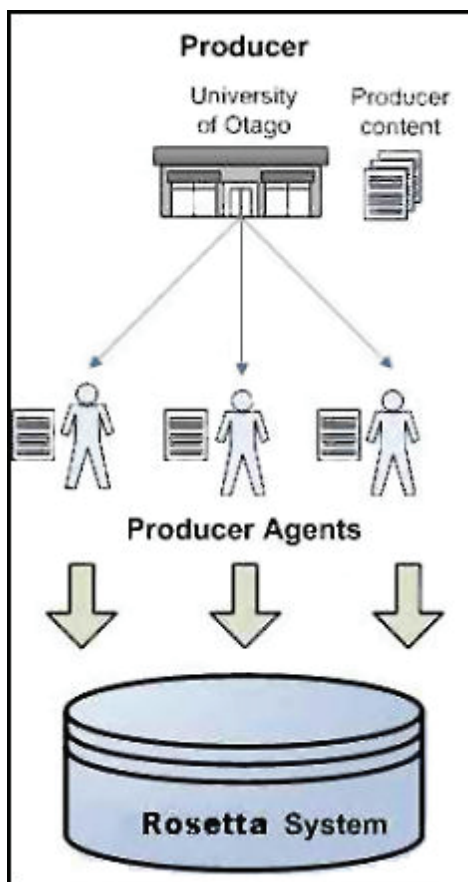 Producer
University
of Otago
Producer
content
Producer Agents
Rosetta System